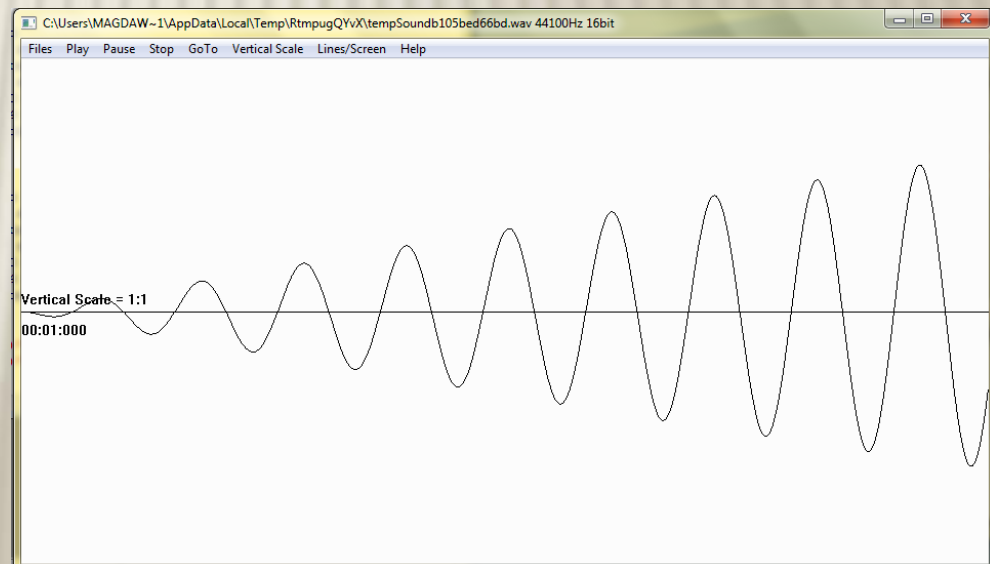 C:\Users\MAGDAW~1\AppData\Local\Temp\RtmpugQYvX\tempSoundb105bed66bd.wav 44100Hz 16bit
Files Play Pause Stop GoTo Vertical Scale Lines/Screen Help
Vertical Scale = 1:1
00:01:000